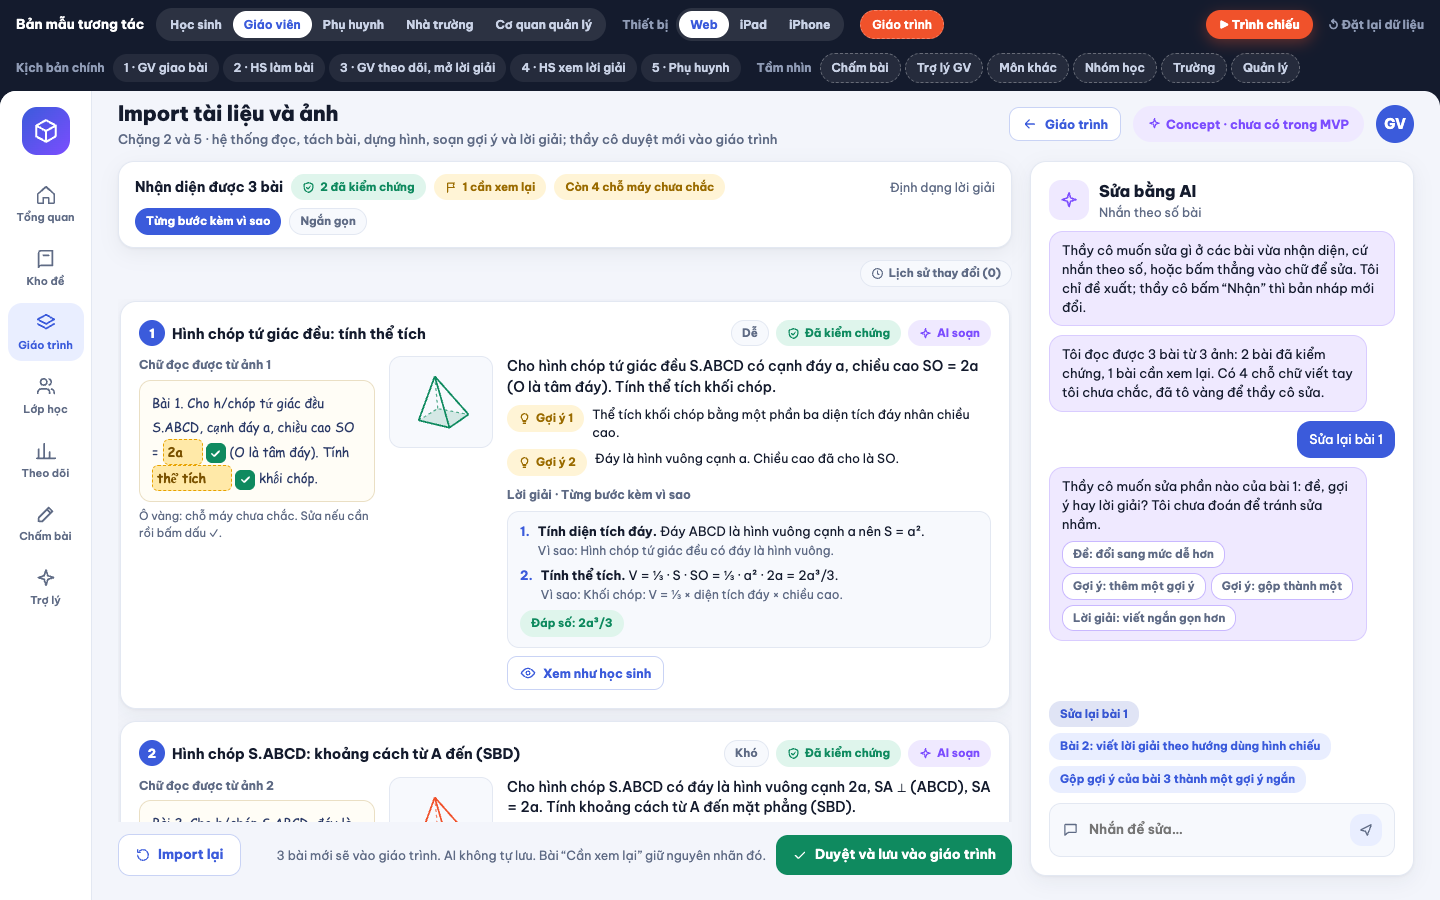 Bản mẫu tương tác
Học sinh
Giáo viên
Phụ huynh
Nhà trường
Cơ quan quản lý
Thiết bị
Web
iPad
iPhone
Giáo trình
Trình chiếu
Đặt lại dữ liệu
Kịch bản chính
1 · GV giao bài
2 · HS làm bài
3 · GV theo dõi, mở lời giải
4 · HS xem lời giải
5 · Phụ huynh
Tầm nhìn
Chấm bài
Trợ lý GV
Môn khác
Nhóm học
Trường
Quản lý
Tổng quan
Kho đề
Giáo trình
Lớp học
Theo dõi
Chấm bài
Trợ lý
Import tài liệu và ảnh
Chặng 2 và 5 · hệ thống đọc, tách bài, dựng hình, soạn gợi ý và lời giải; thầy cô duyệt mới vào giáo trình
Giáo trình
Concept · chưa có trong MVP
GV
Nhận diện được 3 bài
2 đã kiểm chứng
1 cần xem lại
Còn 4 chỗ máy chưa chắc
Định dạng lời giải
Từng bước kèm vì sao
Ngắn gọn
Lịch sử thay đổi (0)
1
Hình chóp tứ giác đều: tính thể tích
Dễ
Đã kiểm chứng
AI soạn
Chữ đọc được từ ảnh 1
Bài 1. Cho h/chóp tứ giác đều
S.ABCD, cạnh đáy a, chiều cao SO
= 2a (O là tâm đáy). Tính
thể tích khối chóp.
Ô vàng: chỗ máy chưa chắc. Sửa nếu cần
rồi bấm dấu ✓.
Cho hình chóp tứ giác đều S.ABCD có cạnh đáy a, chiều cao SO = 2a
(O là tâm đáy). Tính thể tích khối chóp.
Gợi ý 1
Thể tích khối chóp bằng một phần ba diện tích đáy nhân chiều
cao.
Gợi ý 2
Đáy là hình vuông cạnh a. Chiều cao đã cho là SO.
Lời giải · Từng bước kèm vì sao
1. Tính diện tích đáy. Đáy ABCD là hình vuông cạnh a nên S = a².
Vì sao: Hình chóp tứ giác đều có đáy là hình vuông.
2. Tính thể tích. V = ⅓ · S · SO = ⅓ · a² · 2a = 2a³/3.
Vì sao: Khối chóp: V = ⅓ × diện tích đáy × chiều cao.
Đáp số: 2a³/3
Xem như học sinh
2
Hình chóp S.ABCD: khoảng cách từ A đến (SBD)
Khó
Đã kiểm chứng
AI soạn
Chữ đọc được từ ảnh 2
Cho hình chóp S.ABCD có đáy là hình vuông cạnh 2a, SA ⊥ (ABCD), SA
= 2a. Tính khoảng cách từ A đến mặt phẳng (SBD).
Import lại
3 bài mới sẽ vào giáo trình. AI không tự lưu. Bài “Cần xem lại” giữ nguyên nhãn đó.
Duyệt và lưu vào giáo trình
Sửa bằng AI
Nhắn theo số bài
Thầy cô muốn sửa gì ở các bài vừa nhận diện, cứ
nhắn theo số, hoặc bấm thẳng vào chữ để sửa. Tôi
chỉ đề xuất; thầy cô bấm “Nhận” thì bản nháp mới
đổi.
Tôi đọc được 3 bài từ 3 ảnh: 2 bài đã kiểm
chứng, 1 bài cần xem lại. Có 4 chỗ chữ viết tay
tôi chưa chắc, đã tô vàng để thầy cô sửa.
Sửa lại bài 1
Thầy cô muốn sửa phần nào của bài 1: đề, gợi
ý hay lời giải? Tôi chưa đoán để tránh sửa
nhầm.
Đề: đổi sang mức dễ hơn
Gợi ý: thêm một gợi ý
Gợi ý: gộp thành một
Lời giải: viết ngắn gọn hơn
Sửa lại bài 1
Bài 2: viết lời giải theo hướng dùng hình chiếu
Gộp gợi ý của bài 3 thành một gợi ý ngắn
Nhắn để sửa...